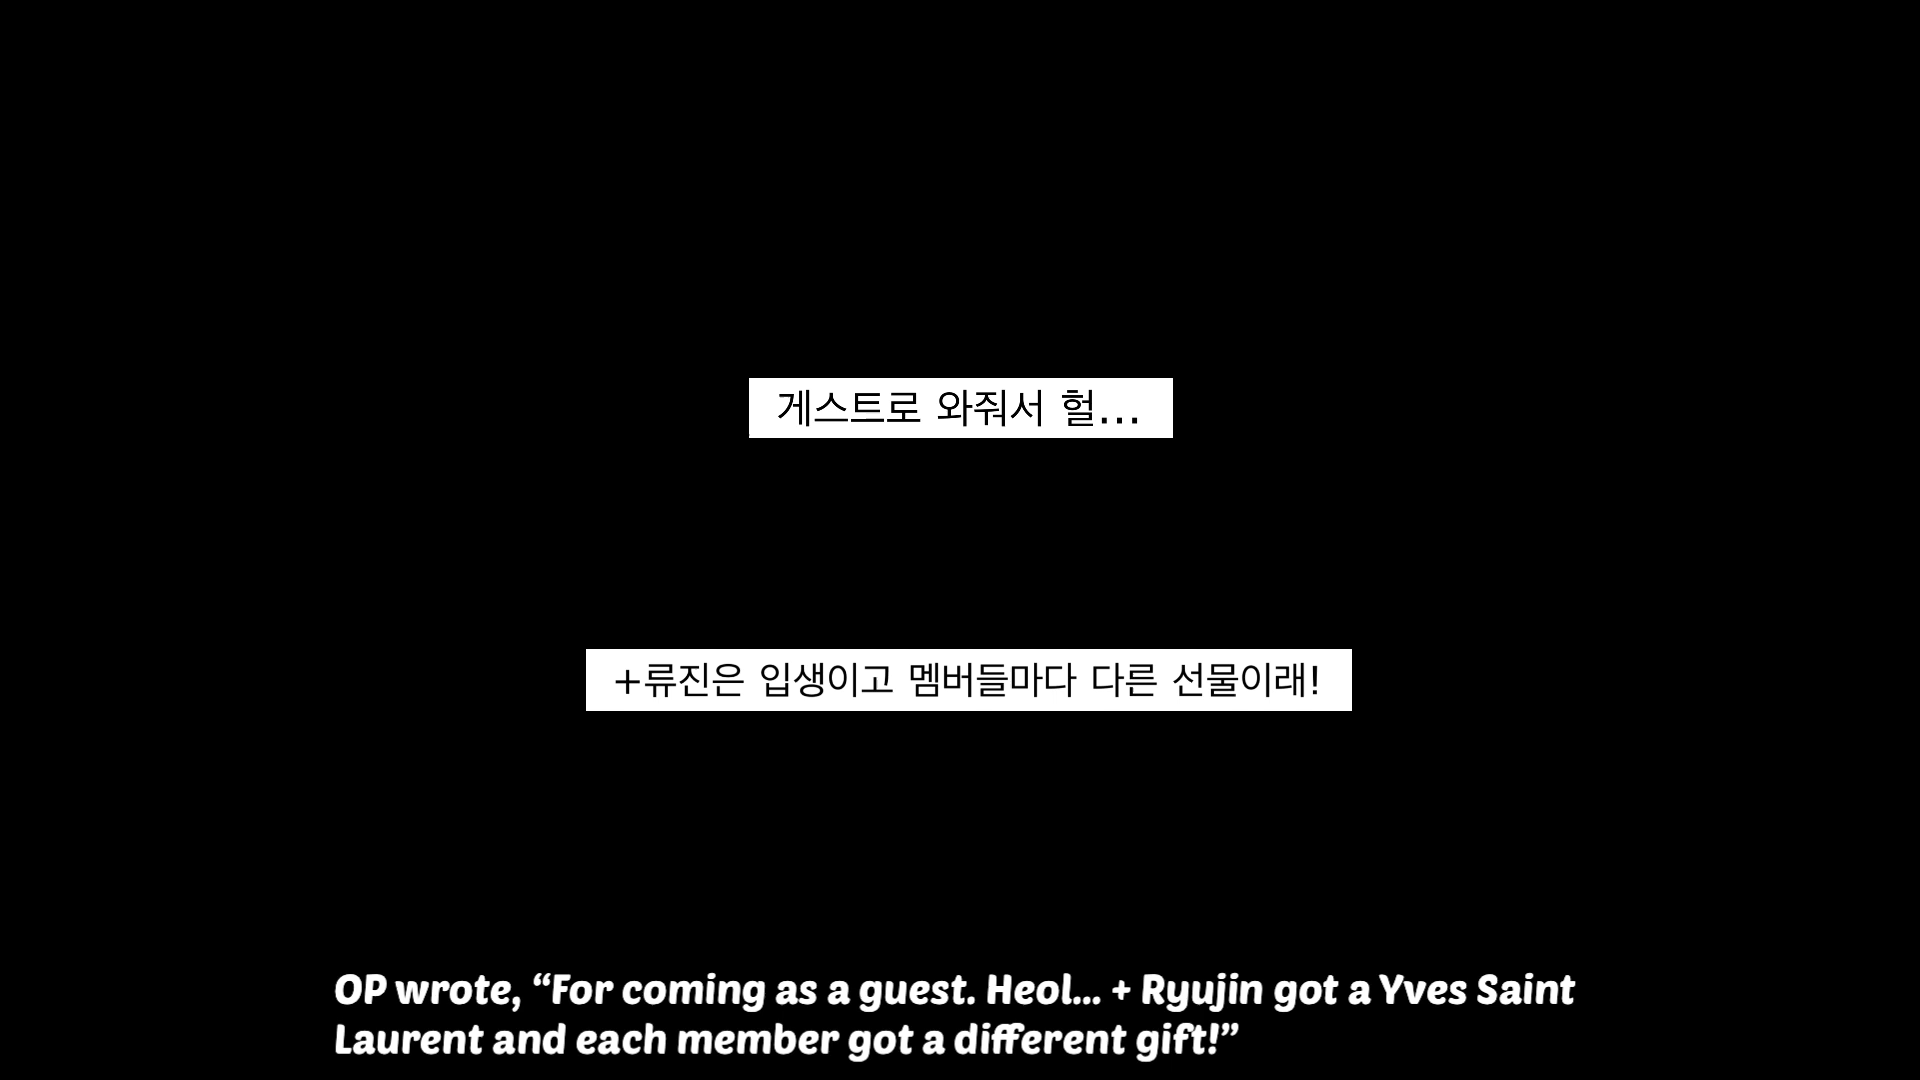 게스트로 와줘서 헐...
+류진은 입생이고 멤버들마다 다른 선물이래!
OP wrote, “For coming as a guest. Heol... + Ryujin got a Yves Saint
Laurent and each member got a different gift!”